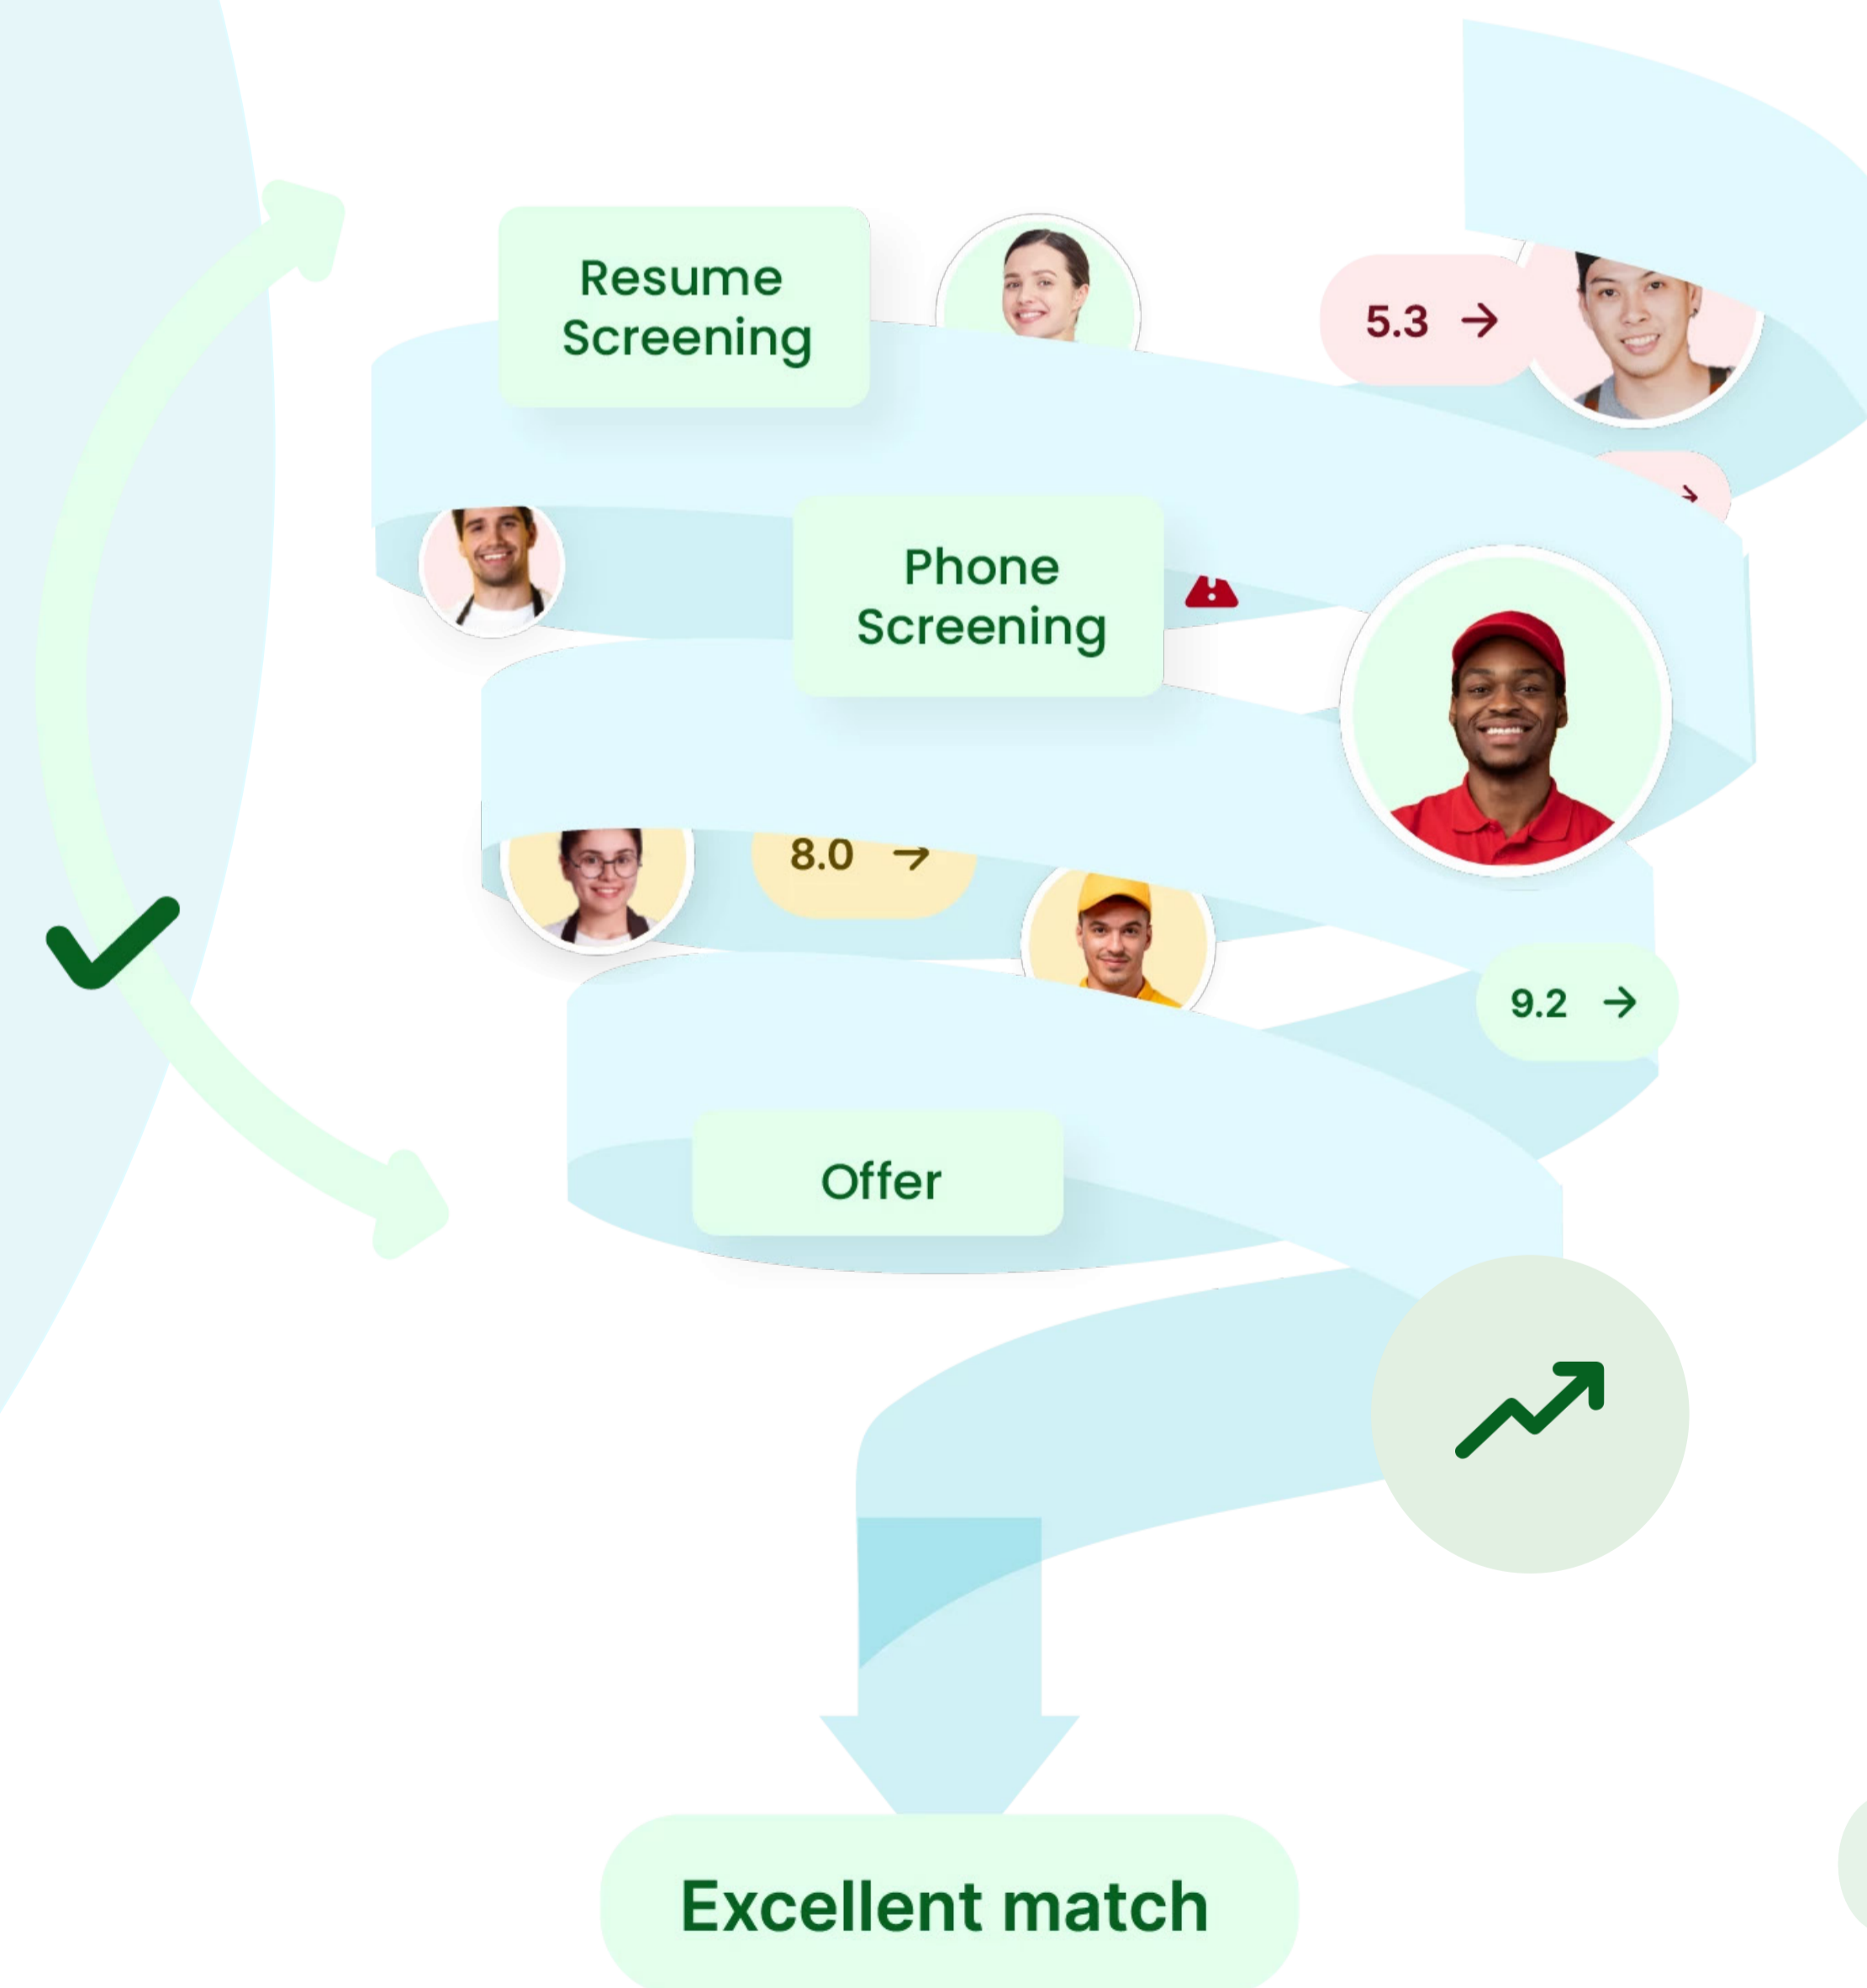 Resume
Screening
5.3 →
Phone
Screening
8.0 →
9.2 →
Offer
Excellent match